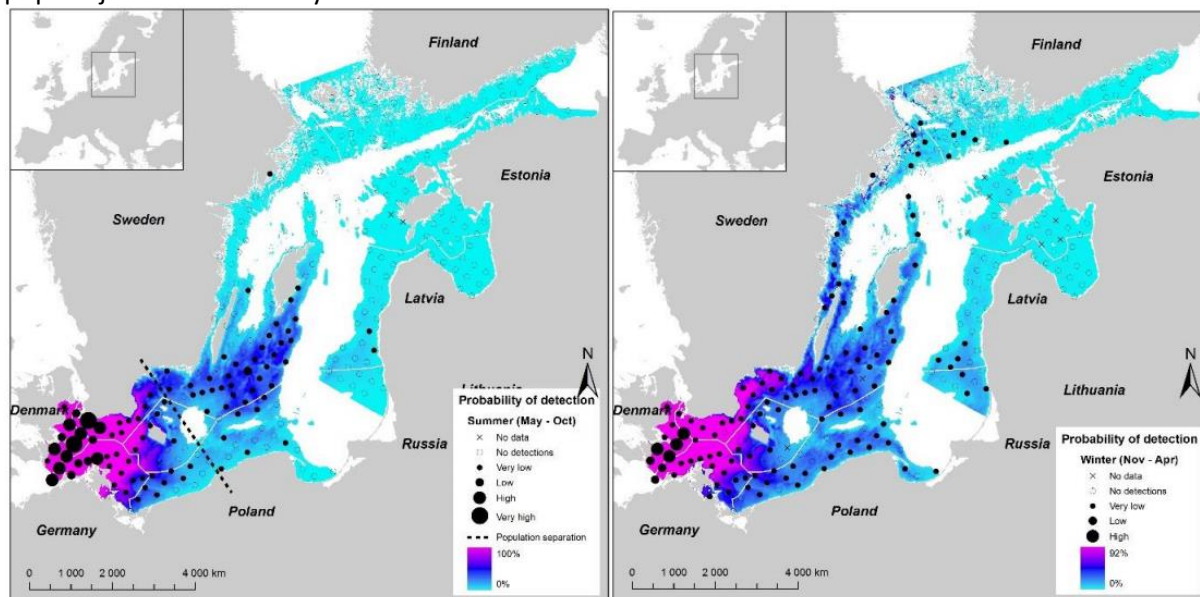 Finland
Sweden
Estonia
Latvia
N
Lithuania
Denmark
Russia
Poland
Germany
0 1 000 2 000 4 000 km
Probability of detection
Summer (May - Oct)
No data
No detections
Very low
Low
High
Very high
Population separation
100%
0%
Finland
Sweden
Estonia
Latvia
N
Lithuania
Denmark
Russia
Poland
Germany
0 1 000 2 000 4 000 km
Probability of detection
Winter (Nov - Apr)
No data
No detections
Very low
Low
High
92%
0%